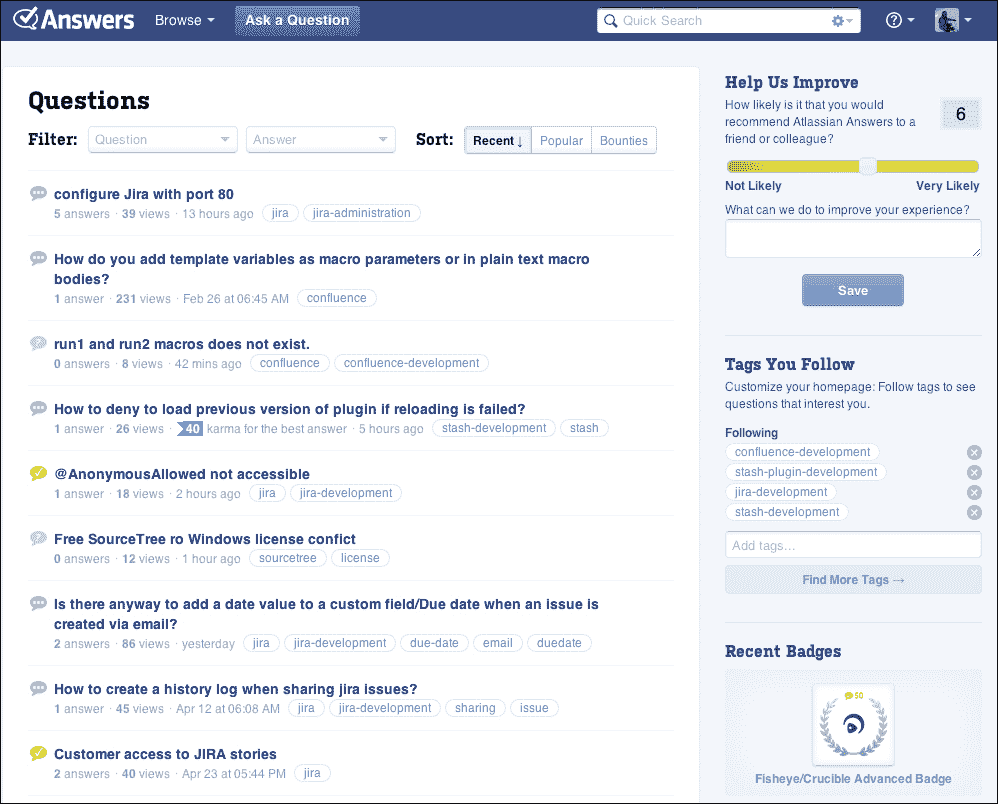 Answers
Browse
Ask a Question
Quick Search
Questions
Filter:
Question
Answer
Sort:
Recent ↓
Popular
Bounties
configure Jira with port 80
5 answers · 39 views · 13 hours ago
jira
jira-administration
How do you add template variables as macro parameters or in plain text macro
bodies?
1 answer · 231 views · Feb 26 at 06:45 AM
confluence
run1 and run2 macros does not exist.
0 answers · 8 views · 42 mins ago
confluence
confluence-development
How to deny to load previous version of plugin if reloading is failed?
1 answer · 26 views · 40 karma for the best answer · 5 hours ago
stash-development
stash
@AnonymousAllowed not accessible
1 answer · 18 views · 2 hours ago
jira
jira-development
Free SourceTree ro Windows license confict
0 answers · 12 views · 1 hour ago
sourcetree
license
Is there anyway to add a date value to a custom field/Due date when an issue is
created via email?
2 answers · 86 views · yesterday
jira
jira-development
due-date
email
duedate
How to create a history log when sharing jira issues?
1 answer · 45 views · Apr 12 at 06:08 AM
jira
jira-development
sharing
issue
Customer access to JIRA stories
2 answers · 40 views · Apr 23 at 05:44 PM
jira
Help Us Improve
How likely is it that you would
recommend Atlassian Answers to a
friend or colleague?
6
Not Likely
Very Likely
What can we do to improve your experience?
Save
Tags You Follow
Customize your homepage: Follow tags to see
questions that interest you.
Following
confluence-development
stash-plugin-development
jira-development
stash-development
Add tags...
Find More Tags →
Recent Badges
50
Fisheye/Crucible Advanced Badge